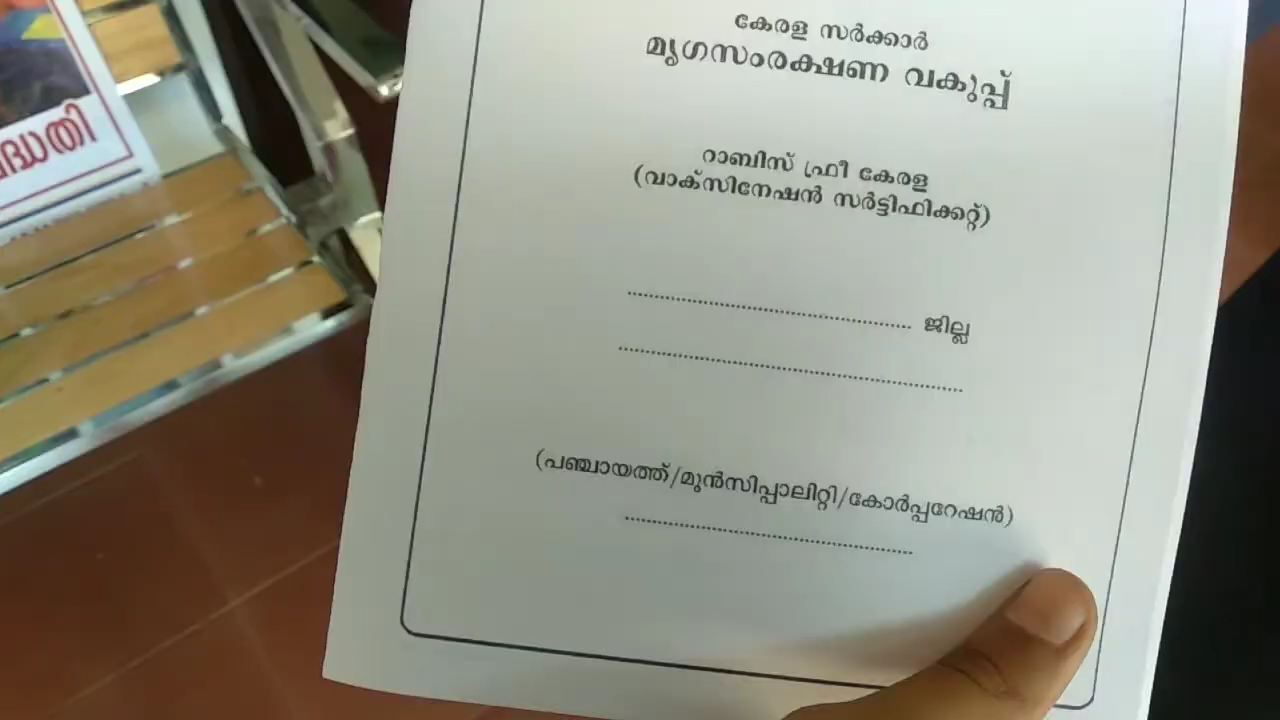 കേരള സർക്കാർ
മൃഗസംരക്ഷണ വകുപ്പ്
റാബിസ് ഫ്രീ കേരള
(വാക്സിനേഷൻ സർട്ടിഫിക്കറ്റ്)
................................................ ജില്ല
..........................................................
(പഞ്ചായത്ത്/മുൻസിപ്പാലിറ്റി/കോർപ്പറേഷൻ)
................................................